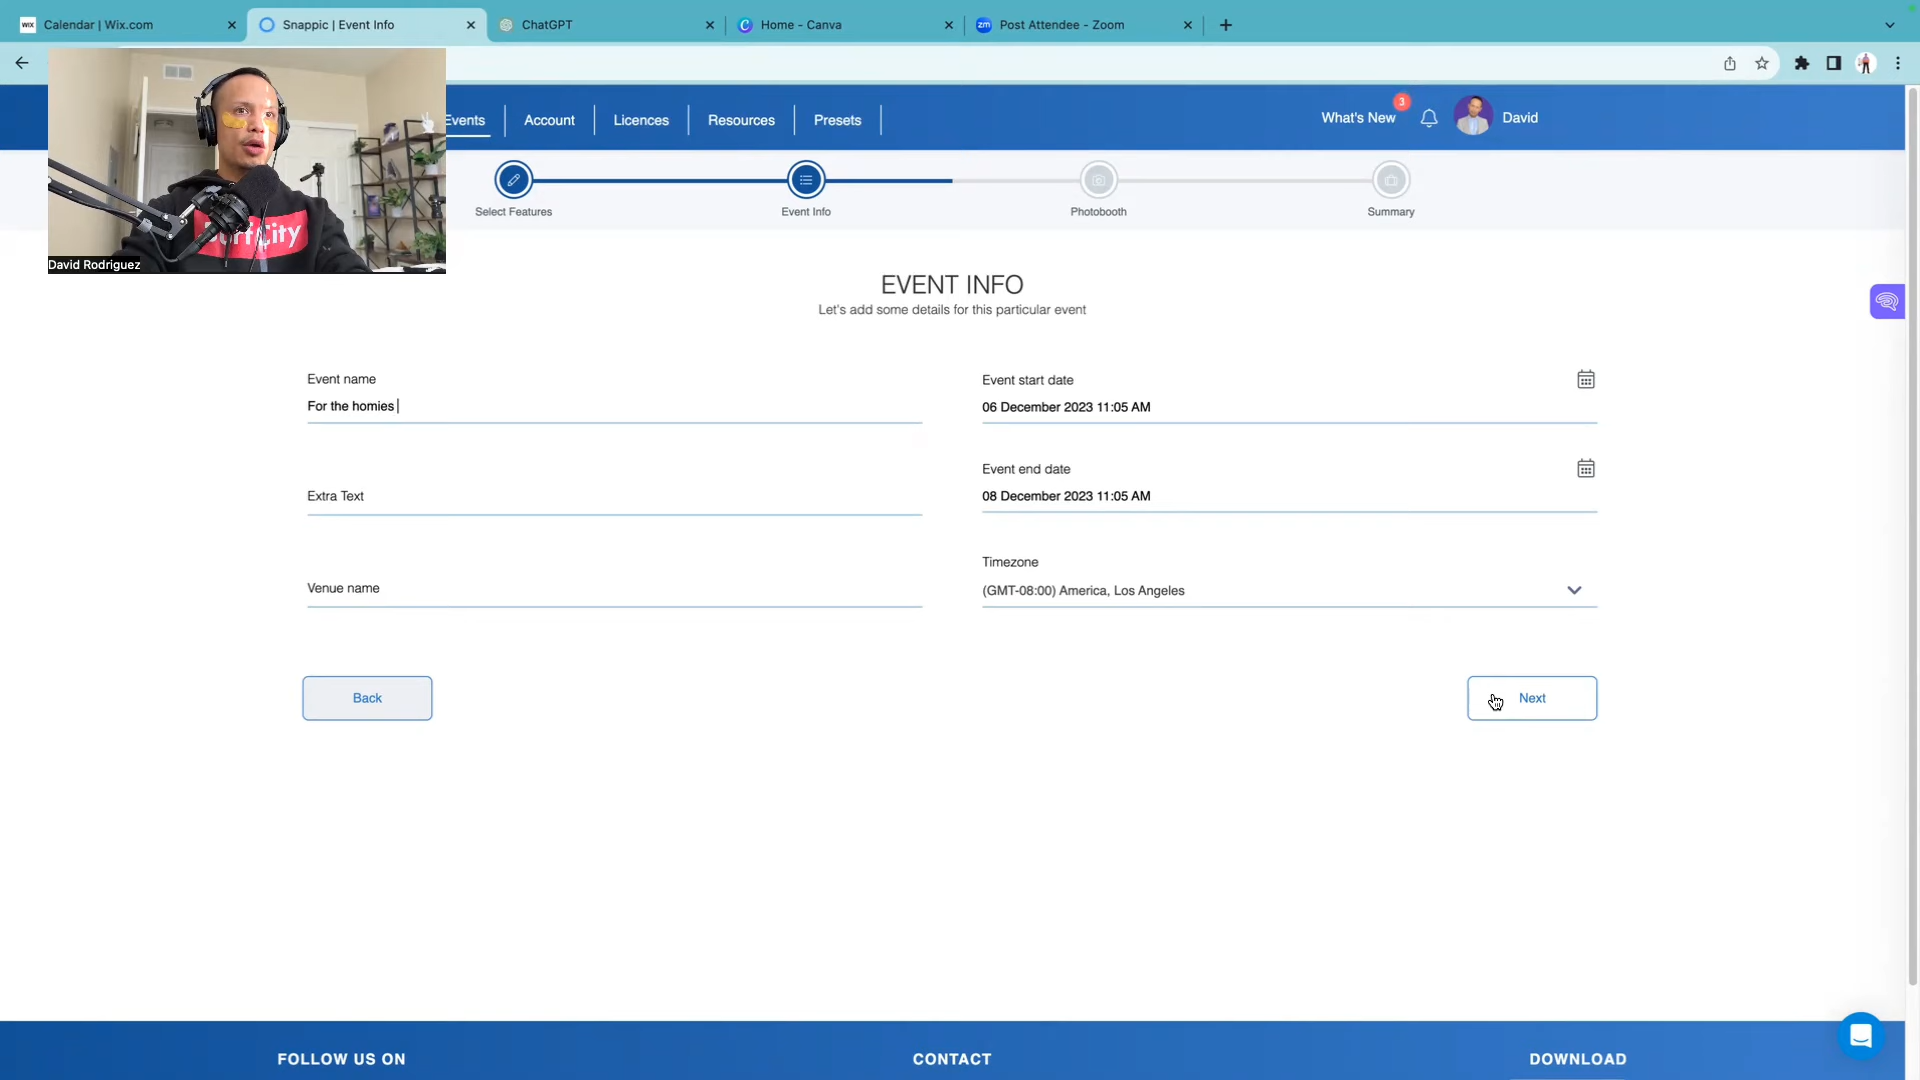 WIX Calendar | Wix.com
Snappic | Event Info
ChatGPT
C Home - Canva
zm Post Attendee - Zoom
Events
Account
Licences
Resources
Presets
What's New
3
David
Select Features
Event Info
Photobooth
Summary
David Rodriguez
EVENT INFO
Let's add some details for this particular event
Event name
For the homies
Event start date
06 December 2023 11:05 AM
Event end date
08 December 2023 11:05 AM
Extra Text
Timezone
(GMT-08:00) America, Los Angeles
Venue name
Back
Next
FOLLOW US ON
CONTACT
DOWNLOAD